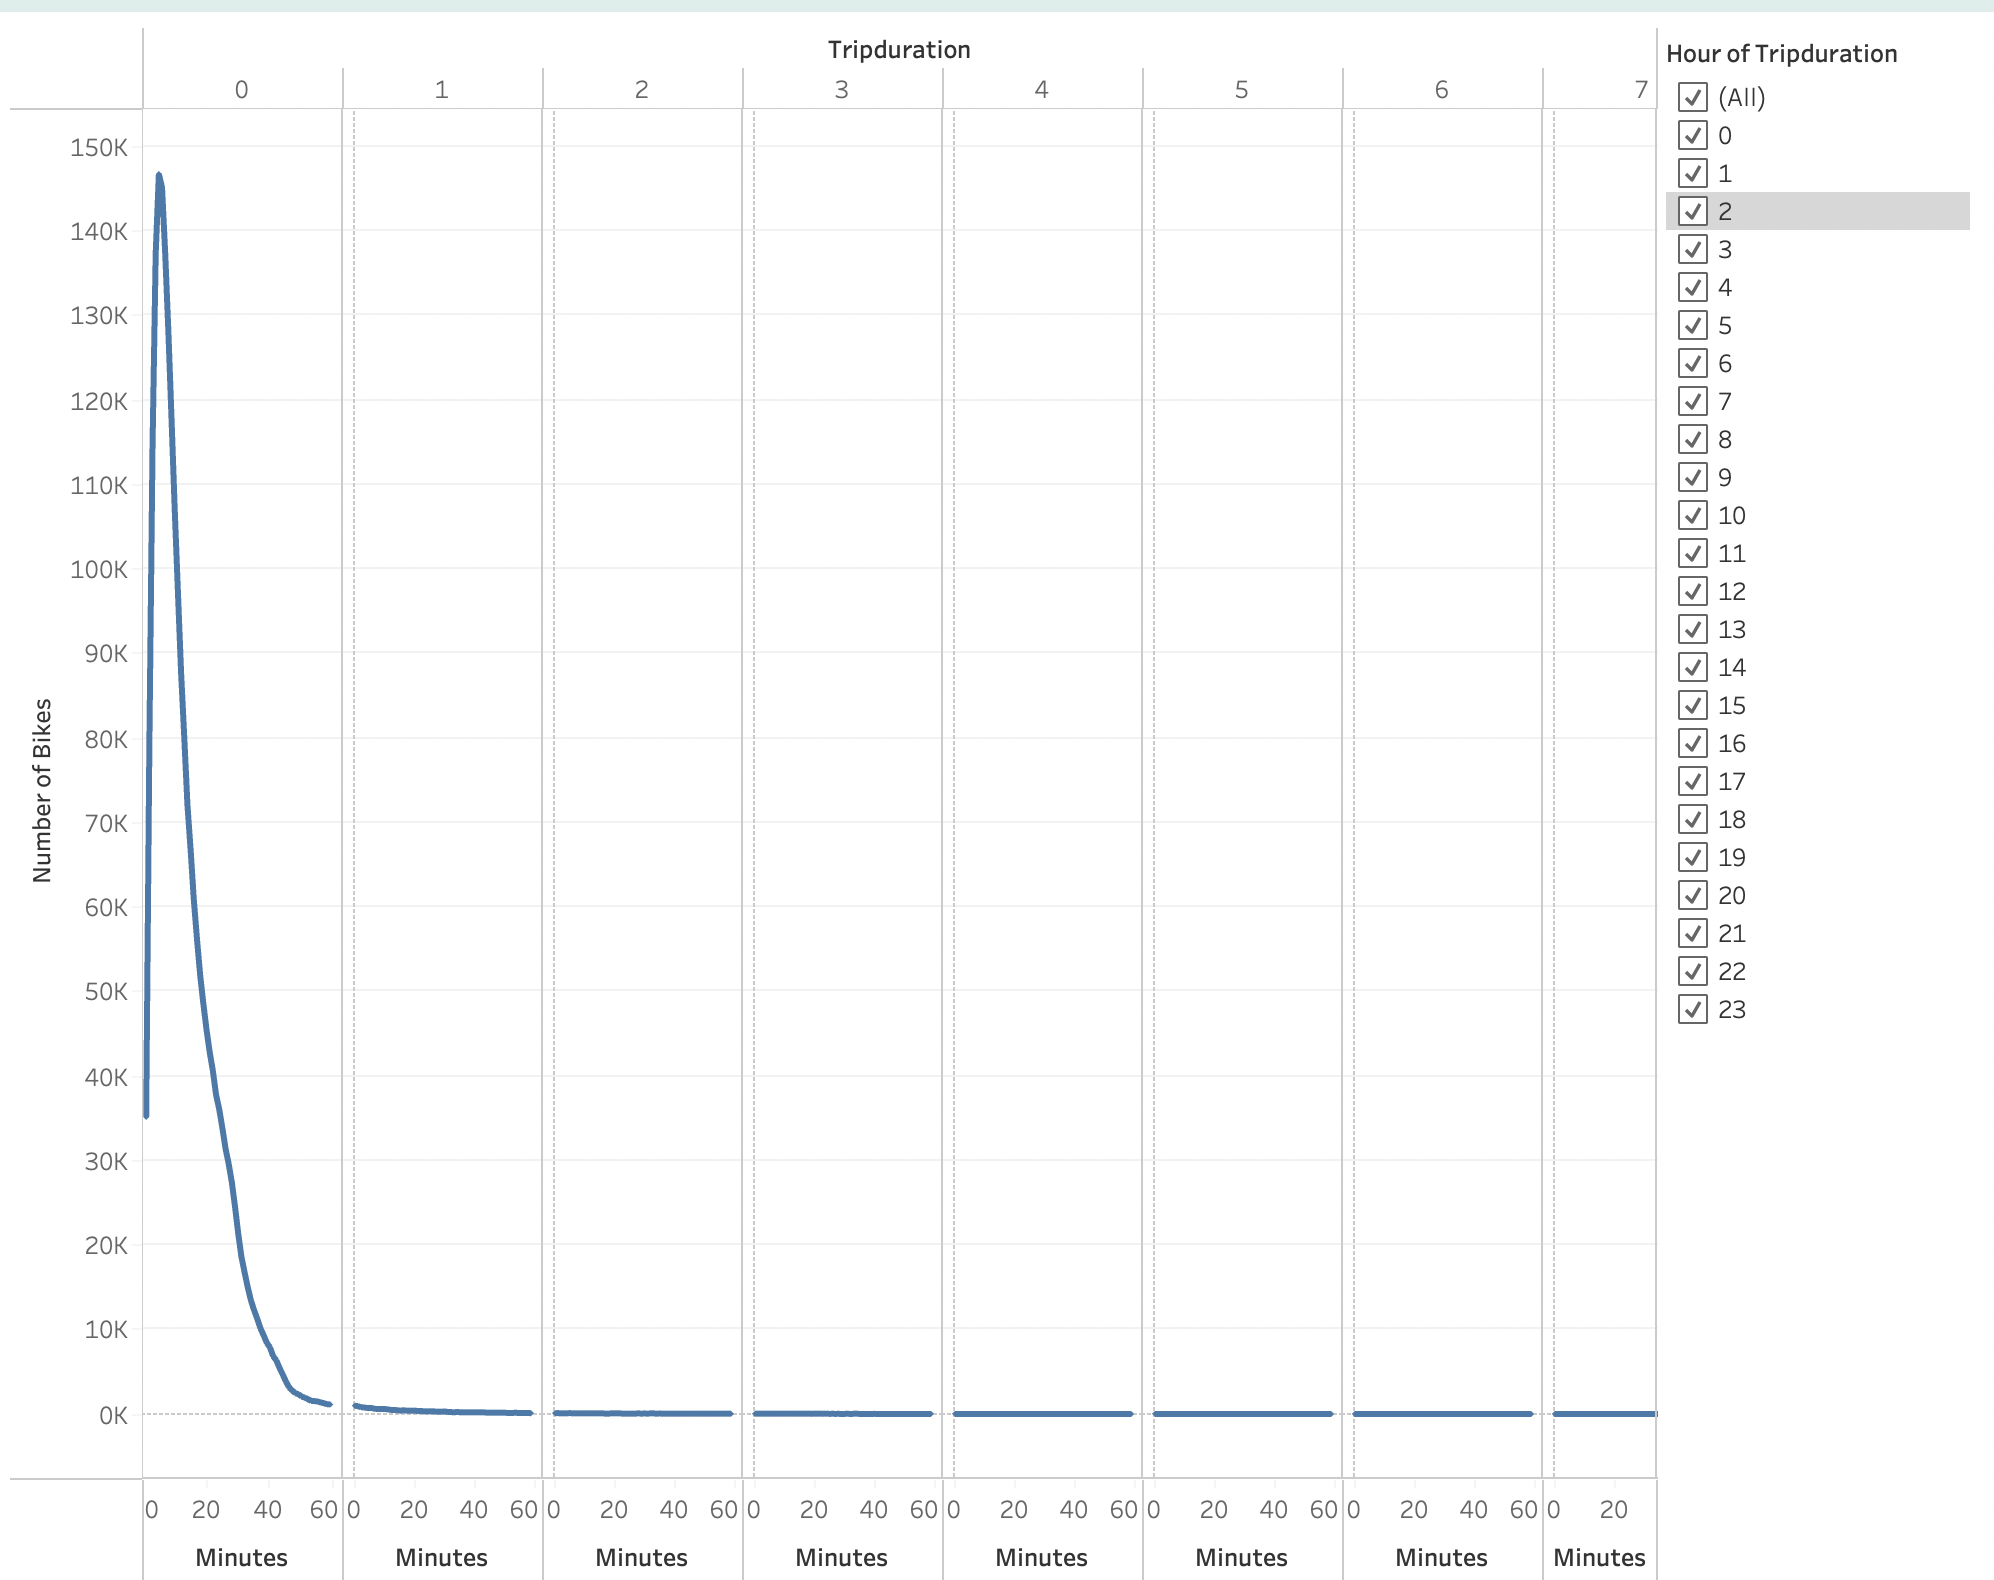 Tripduration
0 1 2 3 4 5 6 7
150K
140K
130K
120K
110K
100K
90K
80K
70K
60K
50K
40K
30K
20K
10K
0K
Number of Bikes
0 20 40 60 0 20 40 60 0 20 40 60 0 20 40 60 0 20 40 60 0 20 40 60 0 20 40 60 0 20
Minutes Minutes Minutes Minutes Minutes Minutes Minutes Minutes
Hour of Tripduration
(All)
0
1
2
3
4
5
6
7
8
9
10
11
12
13
14
15
16
17
18
19
20
21
22
23